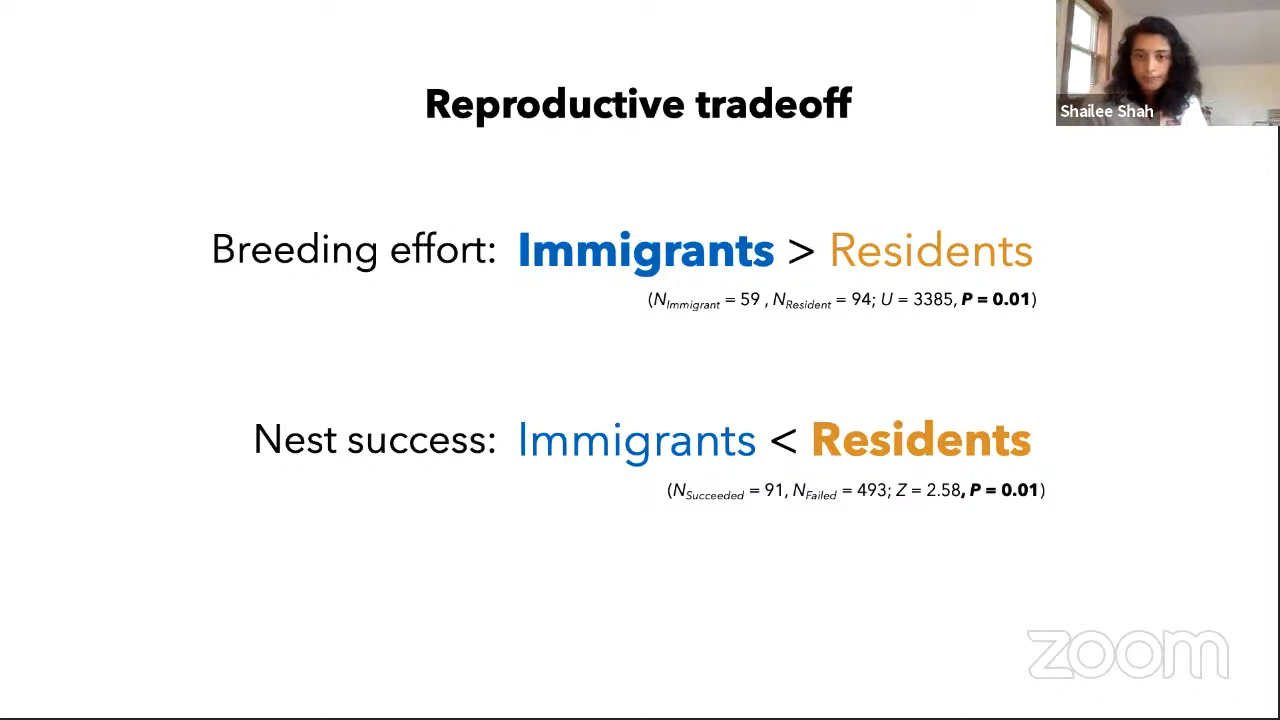 Reproductive tradeoff
Shailee Shah
Breeding effort: Immigrants > Residents
(NImmigrant = 59 , NResident = 94; U = 3385, P = 0.01)
Nest success: Immigrants < Residents
(NSucceeded = 91, NFailed = 493; Z = 2.58, P = 0.01)
zoom